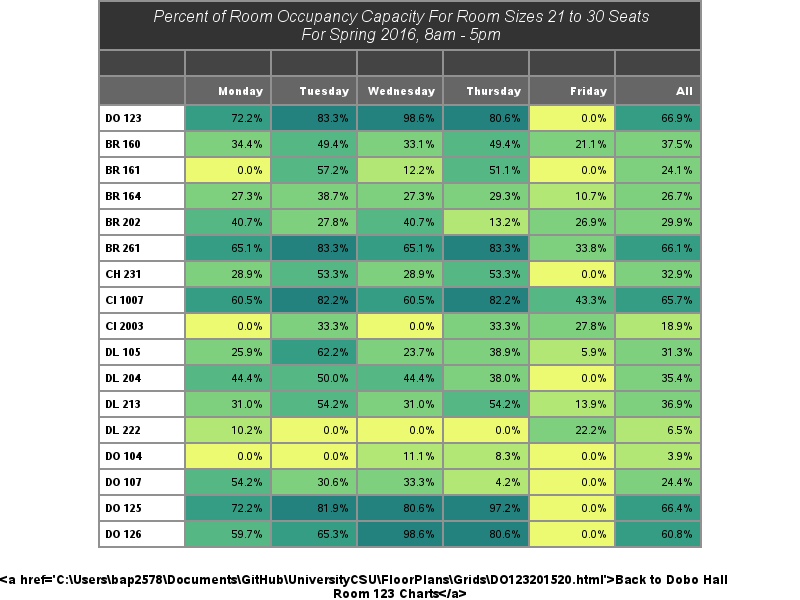 Percent of Room Occupancy Capacity For Room Sizes 21 to 30 Seats
For Spring 2016, 8am - 5pm
Monday Tuesday Wednesday Thursday Friday All
DO 123 72.2% 83.3% 98.6% 80.6% 0.0% 66.9%
BR 160 34.4% 49.4% 33.1% 49.4% 21.1% 37.5%
BR 161 0.0% 57.2% 12.2% 51.1% 0.0% 24.1%
BR 164 27.3% 38.7% 27.3% 29.3% 10.7% 26.7%
BR 202 40.7% 27.8% 40.7% 13.2% 26.9% 29.9%
BR 261 65.1% 83.3% 65.1% 83.3% 33.8% 66.1%
CH 231 28.9% 53.3% 28.9% 53.3% 0.0% 32.9%
CI 1007 60.5% 82.2% 60.5% 82.2% 43.3% 65.7%
CI 2003 0.0% 33.3% 0.0% 33.3% 27.8% 18.9%
DL 105 25.9% 62.2% 23.7% 38.9% 5.9% 31.3%
DL 204 44.4% 50.0% 44.4% 38.0% 0.0% 35.4%
DL 213 31.0% 54.2% 31.0% 54.2% 13.9% 36.9%
DL 222 10.2% 0.0% 0.0% 0.0% 22.2% 6.5%
DO 104 0.0% 0.0% 11.1% 8.3% 0.0% 3.9%
DO 107 54.2% 30.6% 33.3% 4.2% 0.0% 24.4%
DO 125 72.2% 81.9% 80.6% 97.2% 0.0% 66.4%
DO 126 59.7% 65.3% 98.6% 80.6% 0.0% 60.8%
<a href='C:\Users\bap2578\Documents\GitHub\UniversityCSU\FloorPlans\Grids\DO123201520.html'>Back to Dobo Hall
Room 123 Charts</a>